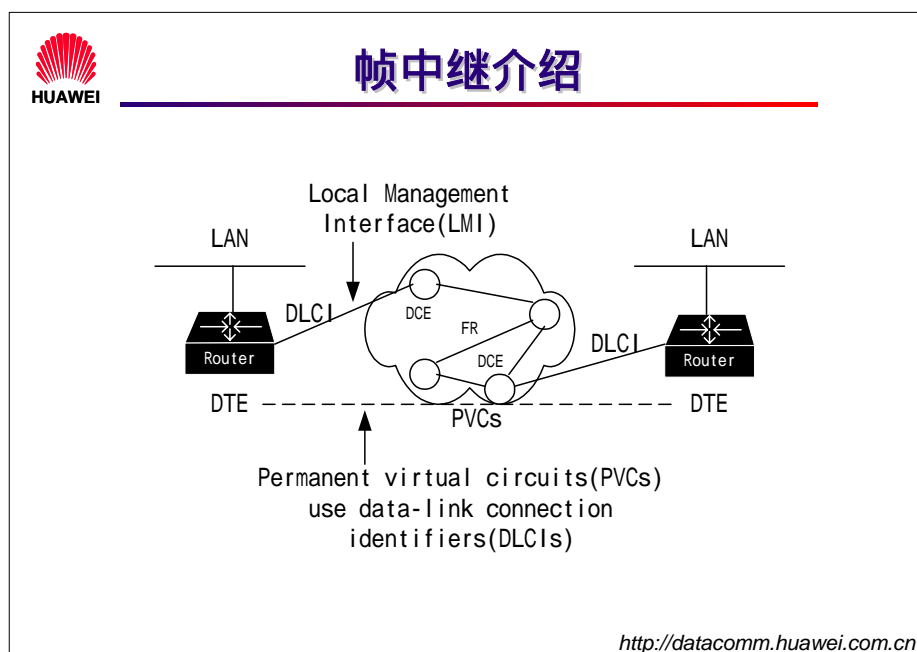 HUAWEI
帧中继介绍
Local Management
Interface(LMI)
LAN
LAN
DLCI
DCE
FR
DCE
DLCI
Router
Router
DTE
PVCs
DTE
Permanent virtual circuits(PVCs)
use data-link connection
identifiers(DLCIs)
http://datacomm.huawei.com.cn